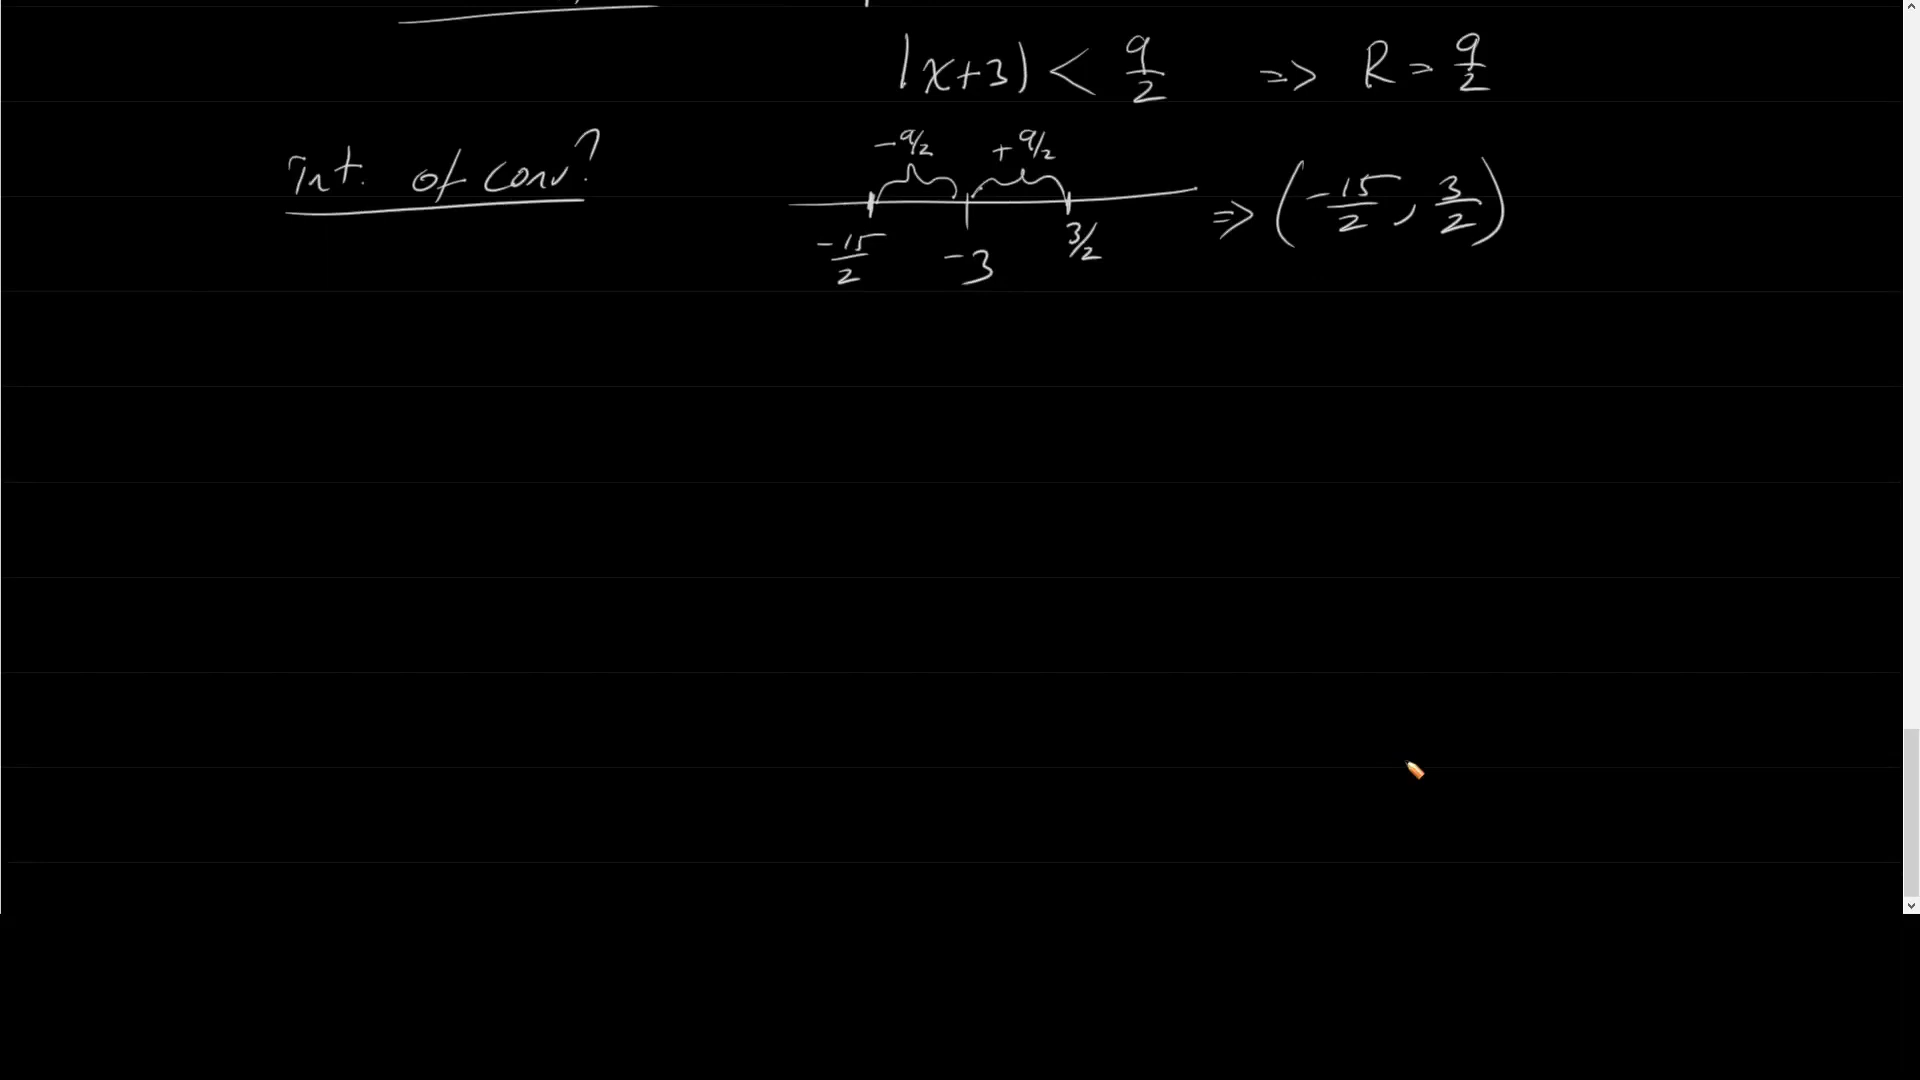 |x+3| < 9/2 => R = 9/2
Int. of conv?
-9/2 +9/2
-15/2 -3 3/2 => (-15/2, 3/2)